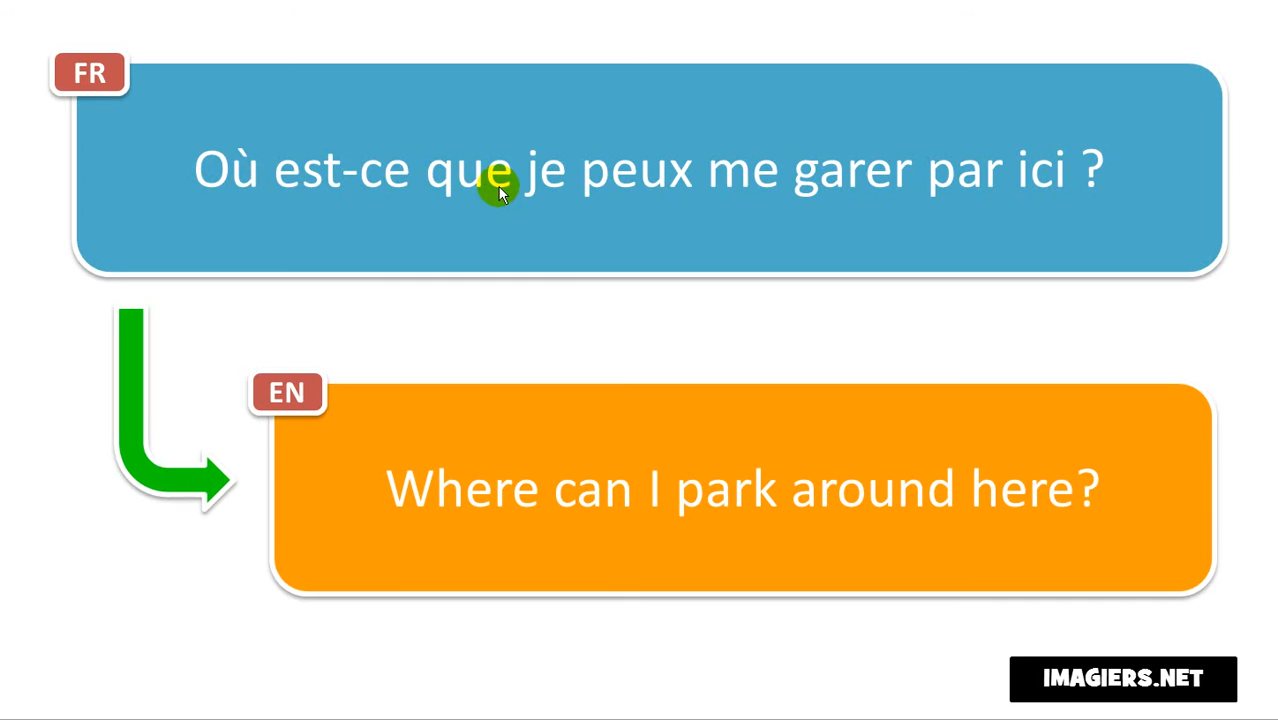 FR
Où est-ce que je peux me garer par ici ?
EN
Where can I park around here?
IMAGIERS.NET